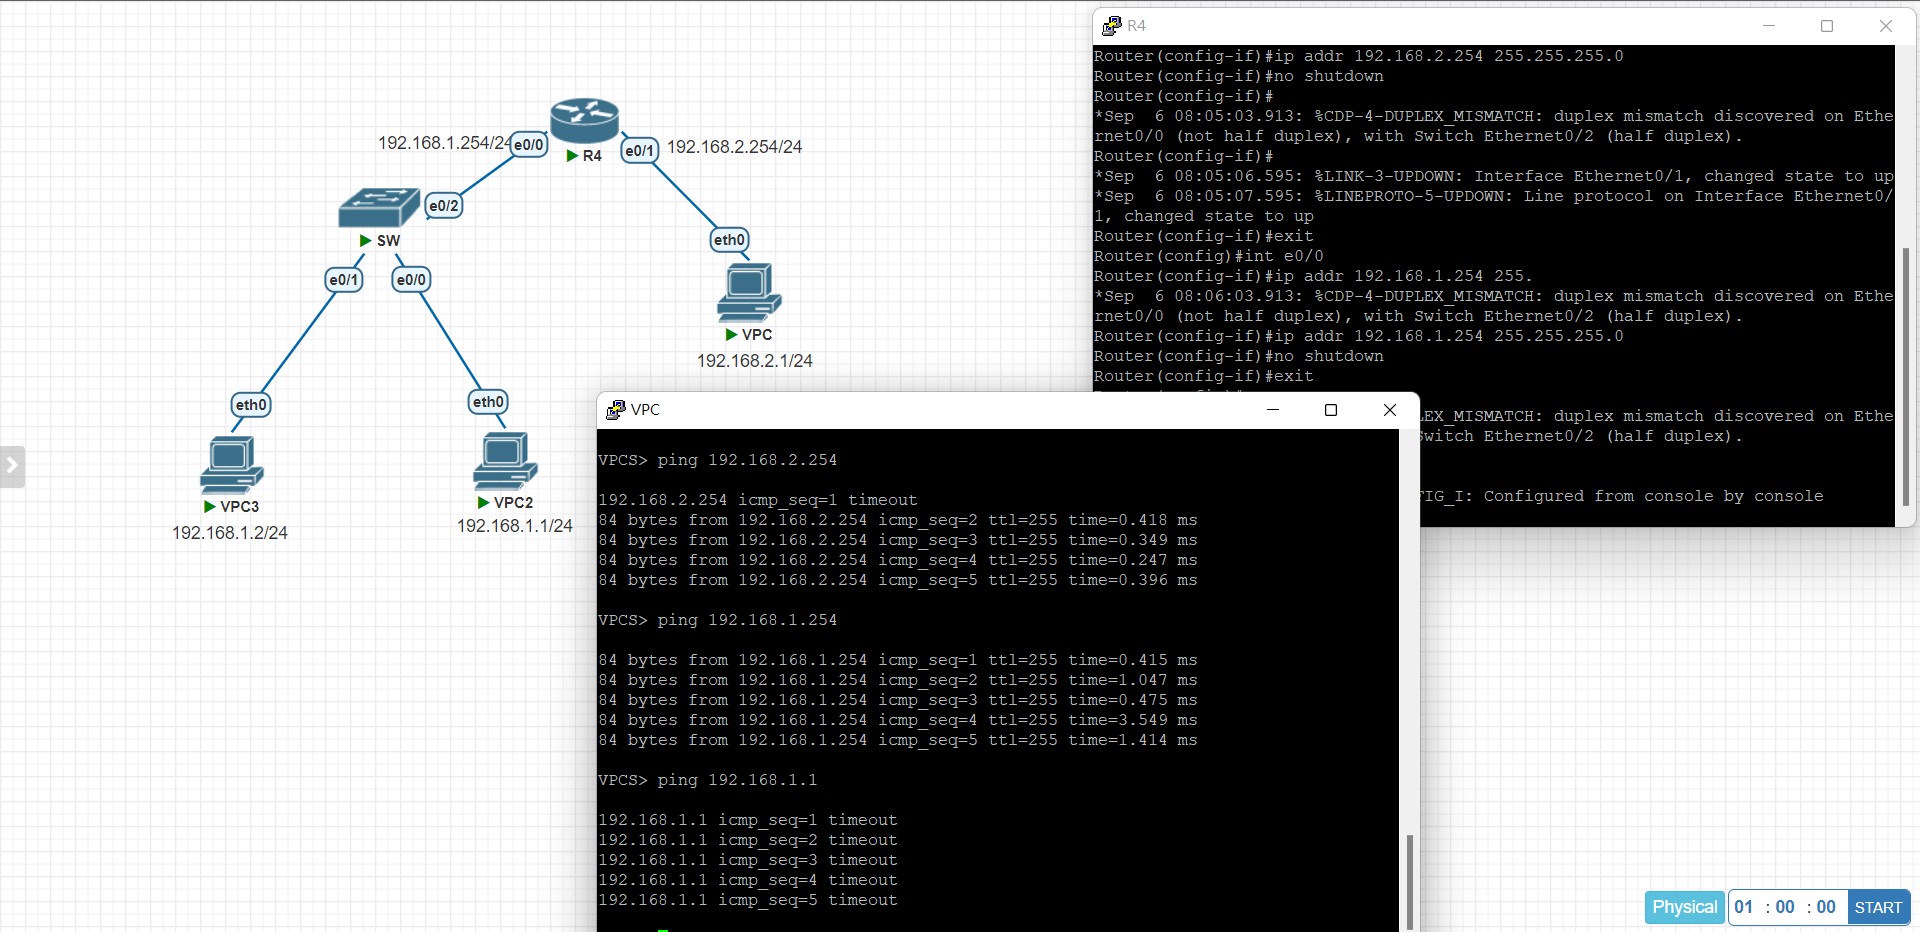 192.168.1.254/24
e0/0
R4
e0/1
192.168.2.254/24
e0/2
SW
e0/1
e0/0
eth0
VPC
192.168.2.1/24
eth0
eth0
VPC3
192.168.1.2/24
VPC2
192.168.1.1/24
R4
Router(config-if)#ip addr 192.168.2.254 255.255.255.0
Router(config-if)#no shutdown
Router(config-if)#
*Sep  6 08:05:03.913: %CDP-4-DUPLEX_MISMATCH: duplex mismatch discovered on Ethe
rnet0/0 (not half duplex), with Switch Ethernet0/2 (half duplex).
Router(config-if)#
*Sep  6 08:05:06.595: %LINK-3-UPDOWN: Interface Ethernet0/1, changed state to up
*Sep  6 08:05:07.595: %LINEPROTO-5-UPDOWN: Line protocol on Interface Ethernet0/
1, changed state to up
Router(config-if)#exit
Router(config)#int e0/0
Router(config-if)#ip addr 192.168.1.254 255.
*Sep  6 08:06:03.913: %CDP-4-DUPLEX_MISMATCH: duplex mismatch discovered on Ethe
rnet0/0 (not half duplex), with Switch Ethernet0/2 (half duplex).
Router(config-if)#ip addr 192.168.1.254 255.255.255.0
Router(config-if)#no shutdown
Router(config-if)#exit
LEX_MISMATCH: duplex mismatch discovered on Ethe
Switch Ethernet0/2 (half duplex).
FIG_I: Configured from console by console
VPC
VPCS> ping 192.168.2.254
192.168.2.254 icmp_seq=1 timeout
84 bytes from 192.168.2.254 icmp_seq=2 ttl=255 time=0.418 ms
84 bytes from 192.168.2.254 icmp_seq=3 ttl=255 time=0.349 ms
84 bytes from 192.168.2.254 icmp_seq=4 ttl=255 time=0.247 ms
84 bytes from 192.168.2.254 icmp_seq=5 ttl=255 time=0.396 ms
VPCS> ping 192.168.1.254
84 bytes from 192.168.1.254 icmp_seq=1 ttl=255 time=0.415 ms
84 bytes from 192.168.1.254 icmp_seq=2 ttl=255 time=1.047 ms
84 bytes from 192.168.1.254 icmp_seq=3 ttl=255 time=0.475 ms
84 bytes from 192.168.1.254 icmp_seq=4 ttl=255 time=3.549 ms
84 bytes from 192.168.1.254 icmp_seq=5 ttl=255 time=1.414 ms
VPCS> ping 192.168.1.1
192.168.1.1 icmp_seq=1 timeout
192.168.1.1 icmp_seq=2 timeout
192.168.1.1 icmp_seq=3 timeout
192.168.1.1 icmp_seq=4 timeout
192.168.1.1 icmp_seq=5 timeout
Physical 01 : 00 : 00 START